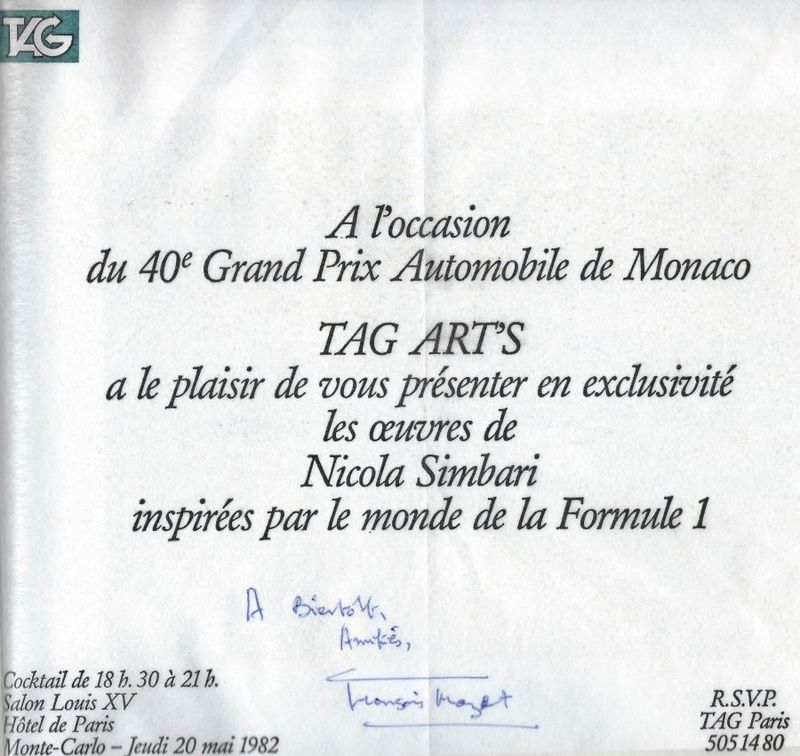 TAG
A l'occasion
du 40e Grand Prix Automobile de Monaco
TAG ART'S
a le plaisir de vous présenter en exclusivité
les œuvres de
Nicola Simbari
inspirées par le monde de la Formule 1
A
Amitiés,
François Mazet
Cocktail de 18 h. 30 à 21 h.
Salon Louis XV
Hôtel de Paris
Monte-Carlo – Jeudi 20 mai 1982
R.S.V.P.
TAG Paris
505 14 80